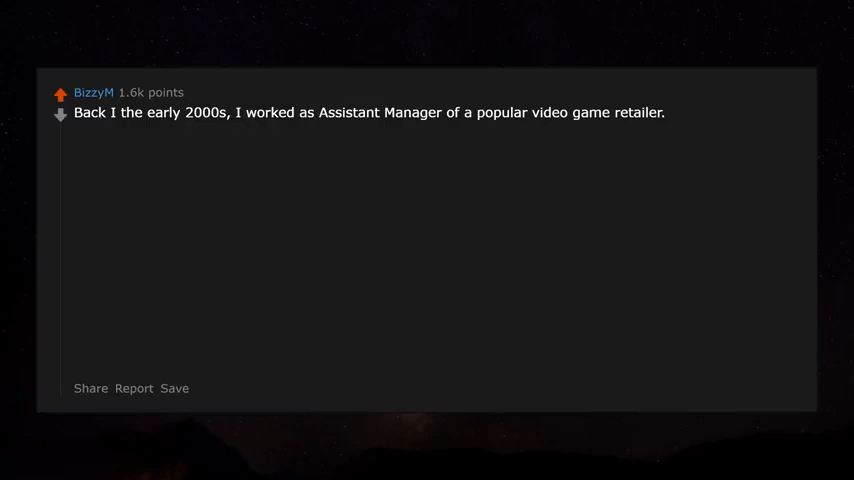 BizzyM 1.6k points
Back I the early 2000s, I worked as Assistant Manager of a popular video game retailer.
Share Report Save